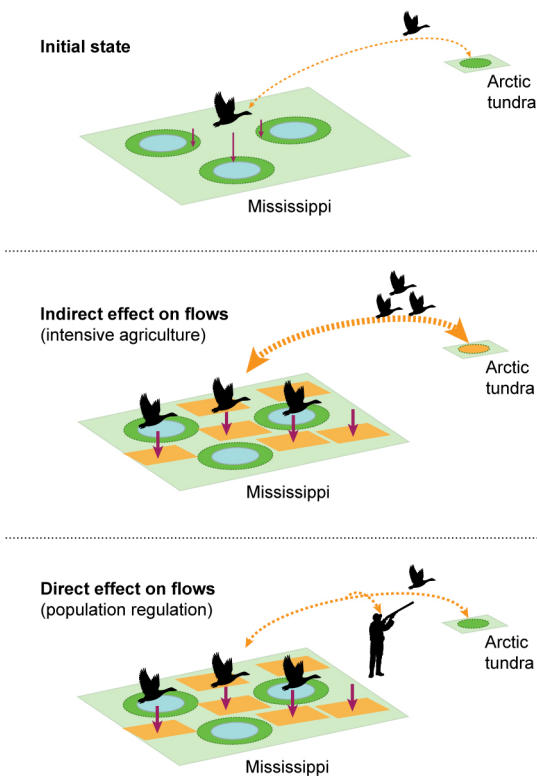 Initial state
Arctic
tundra
Mississippi
Indirect effect on flows
(intensive agriculture)
Arctic
tundra
Mississippi
Direct effect on flows
(population regulation)
Arctic
tundra
Mississippi